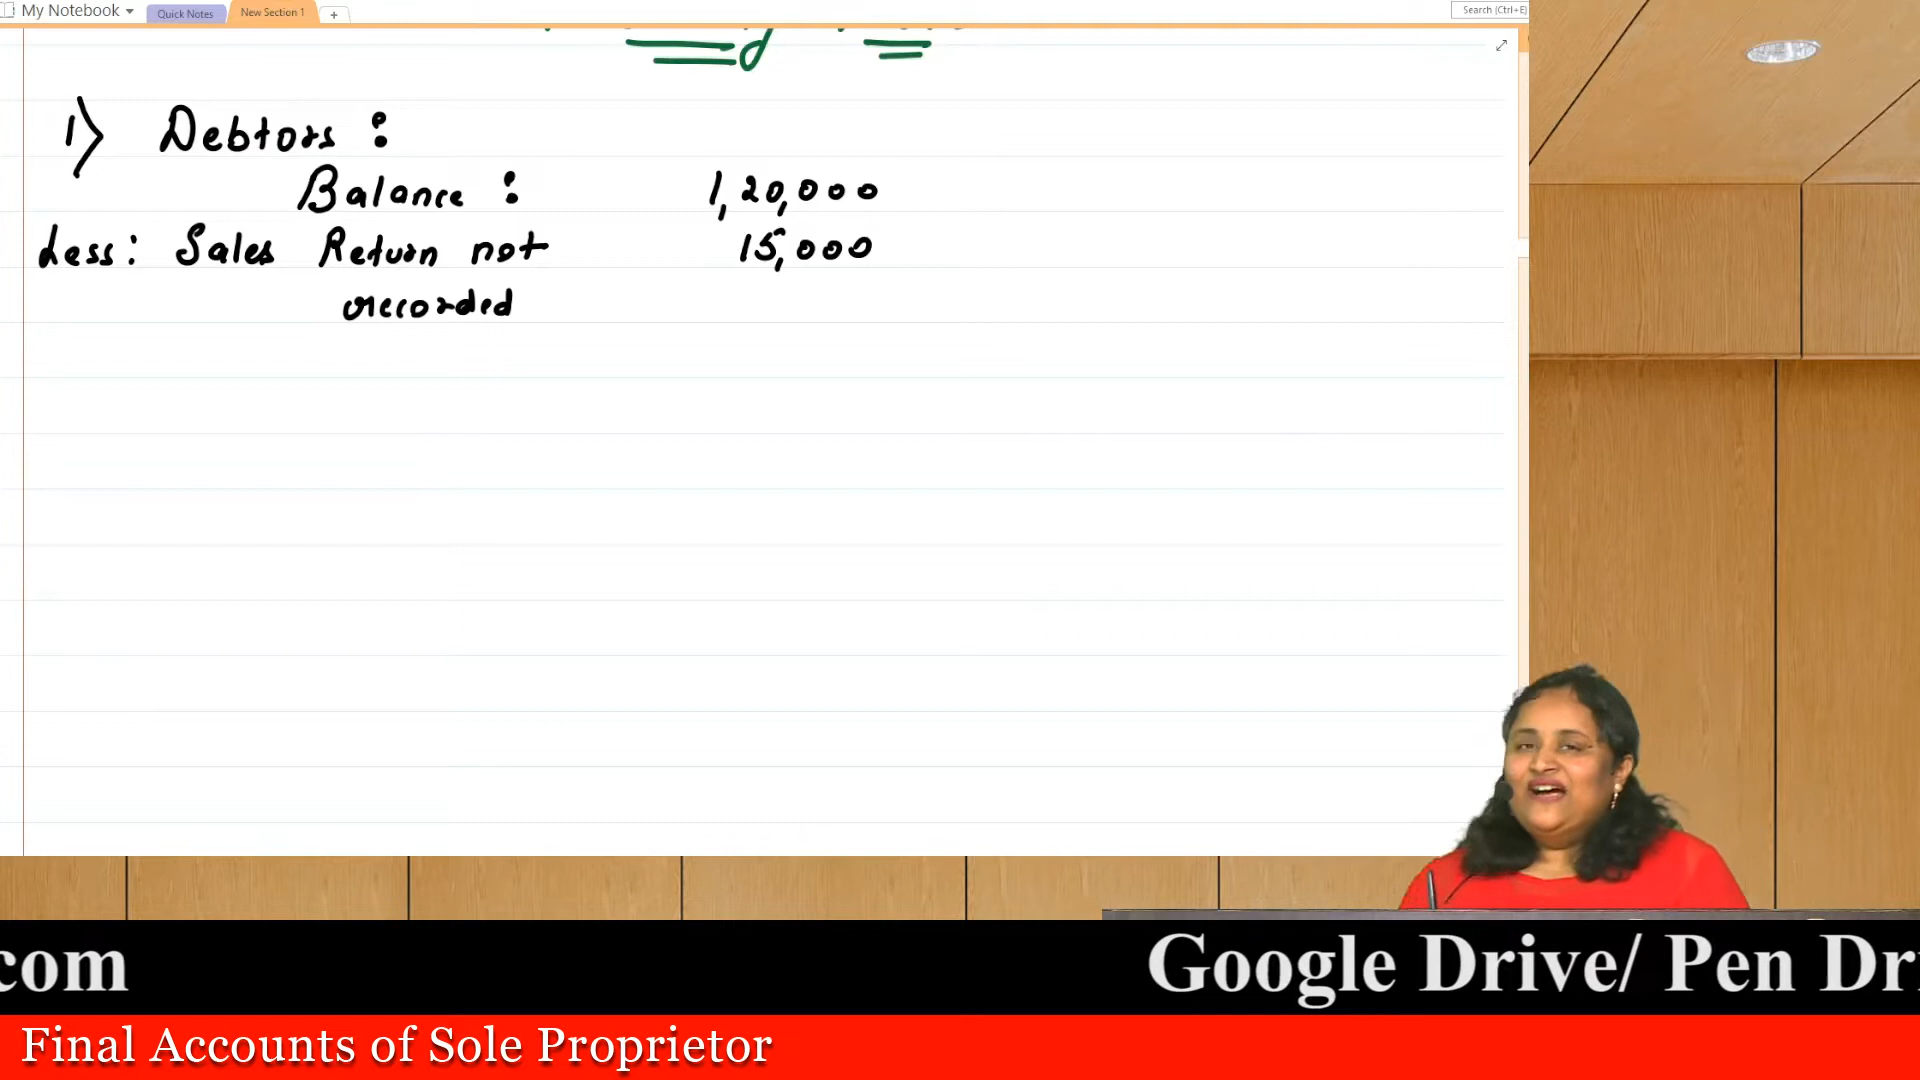 My Notebook
Quick Notes
New Section 1
+
Search (Ctrl+E)
1) Debtors :
Balance : 1,20,000
Less: Sales Return not 15,000
recorded
com Google Drive/ Pen Dr
Final Accounts of Sole Proprietor